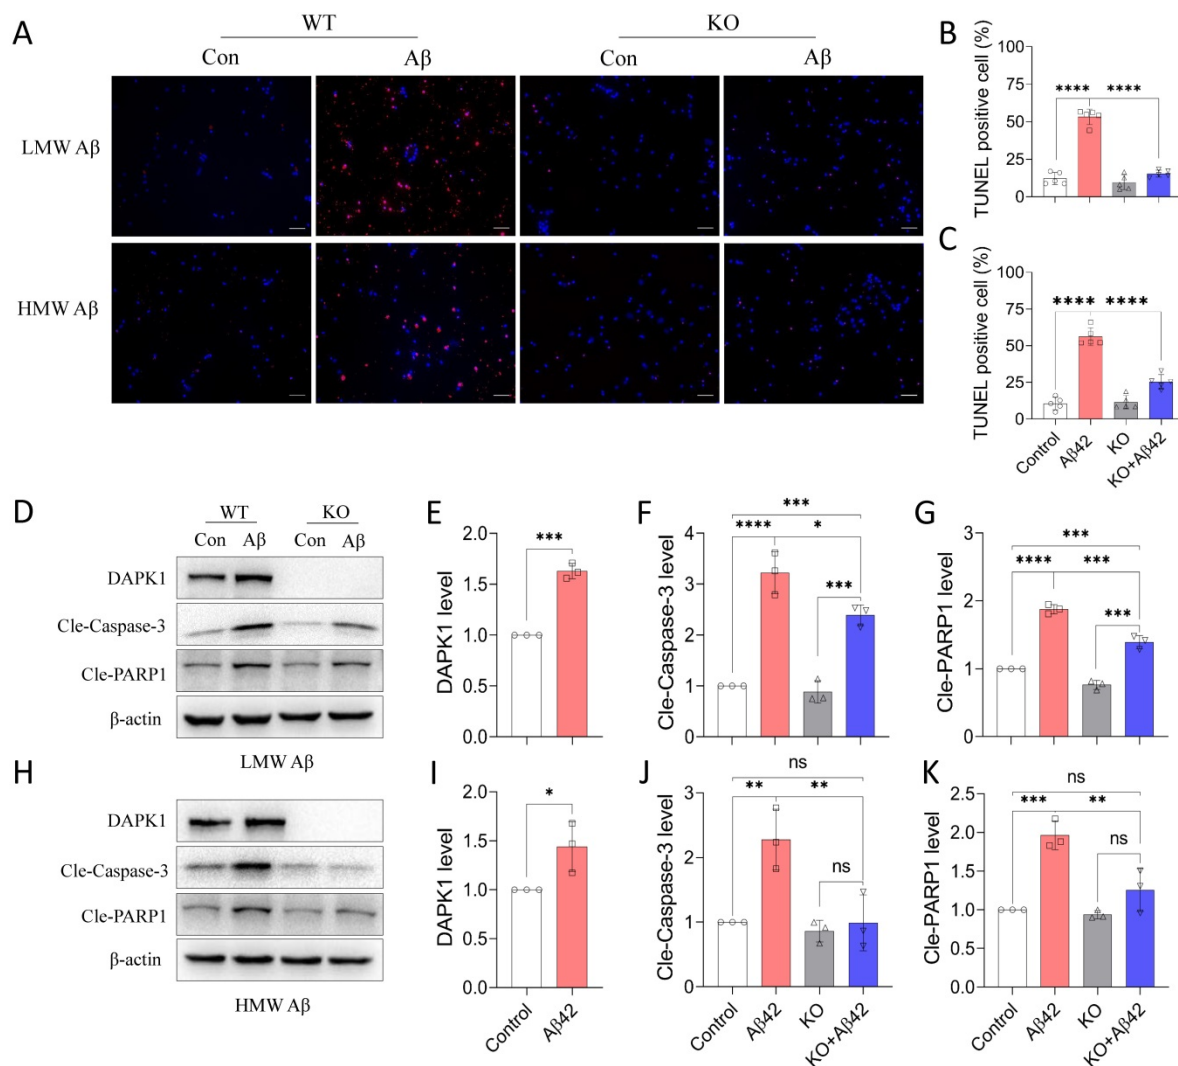 A
WT
KO
Con
Aβ
Con
Aβ
LMW Aβ
HMW Aβ
B
TUNEL positive cell (%)
100
75
50
25
0
****
****
C
TUNEL positive cell (%)
100
75
50
25
0
****
****
Control
Aβ42
KO
KO+Aβ42
D
WT
KO
Con
Aβ
Con
Aβ
DAPK1
Cle-Caspase-3
Cle-PARP1
β-actin
LMW Aβ
E
DAPK1 level
2.0
1.5
1.0
0.5
0.0
***
F
Cle-Caspase-3 level
4
3
2
1
0
***
****
*
***
G
Cle-PARP1 level
3
2
1
0
***
****
***
***
H
DAPK1
Cle-Caspase-3
Cle-PARP1
β-actin
HMW Aβ
I
DAPK1 level
2.0
1.5
1.0
0.5
0.0
*
Control
Aβ42
J
Cle-Caspase-3 level
3
2
1
0
ns
**
**
ns
Control
Aβ42
KO
KO+Aβ42
K
Cle-PARP1 level
2.5
2.0
1.5
1.0
0.5
0.0
ns
***
**
ns
Control
Aβ42
KO
KO+Aβ42